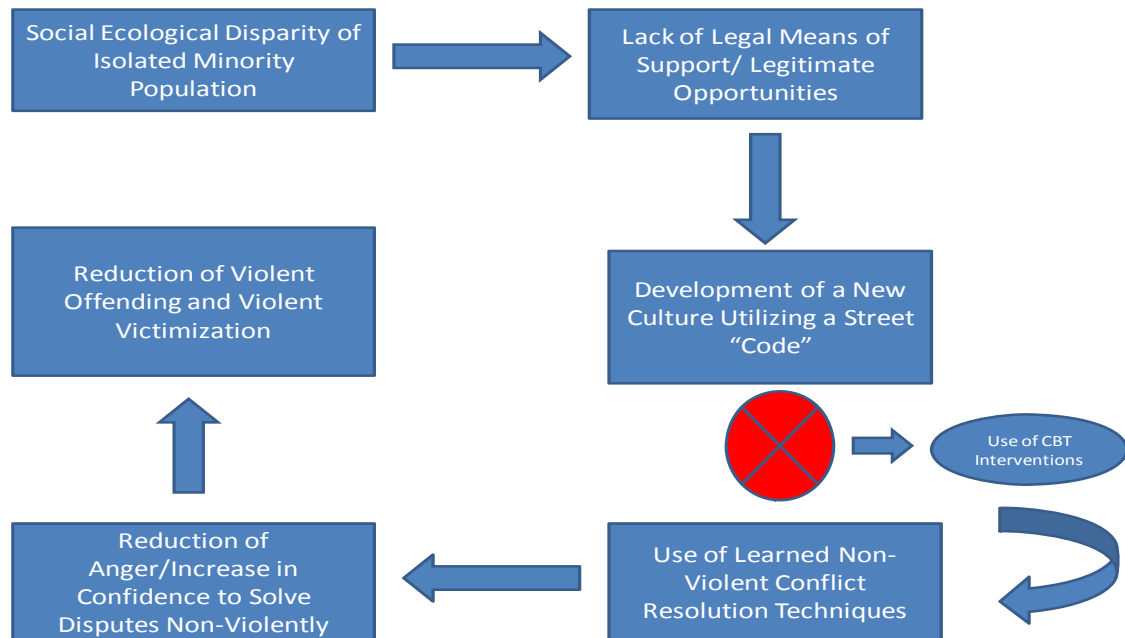 Social Ecological Disparity of
Isolated Minority
Population
Lack of Legal Means of
Support/ Legitimate
Opportunities
Development of a New
Culture Utilizing a Street
“Code”
Use of CBT
Interventions
Use of Learned Non-
Violent Conflict
Resolution Techniques
Reduction of
Anger/Increase in
Confidence to Solve
Disputes Non-Violently
Reduction of Violent
Offending and Violent
Victimization